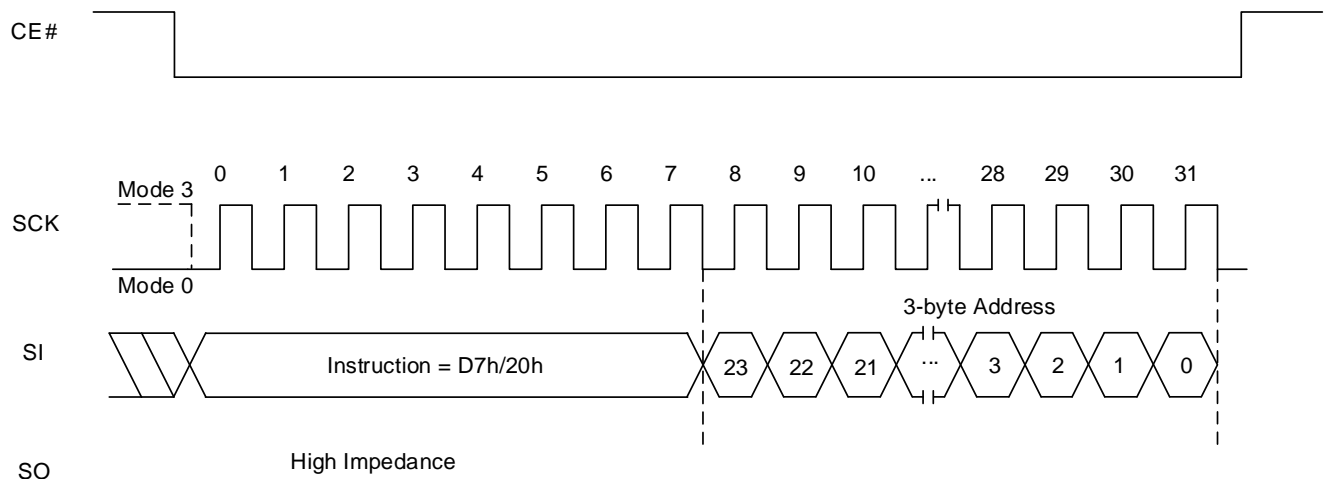 CE#
0 1 2 3 4 5 6 7 8 9 10 ... 28 29 30 31
Mode 3
SCK
Mode 0
3-byte Address
SI
Instruction = D7h/20h 23 22 21 ... 3 2 1 0
High Impedance
SO